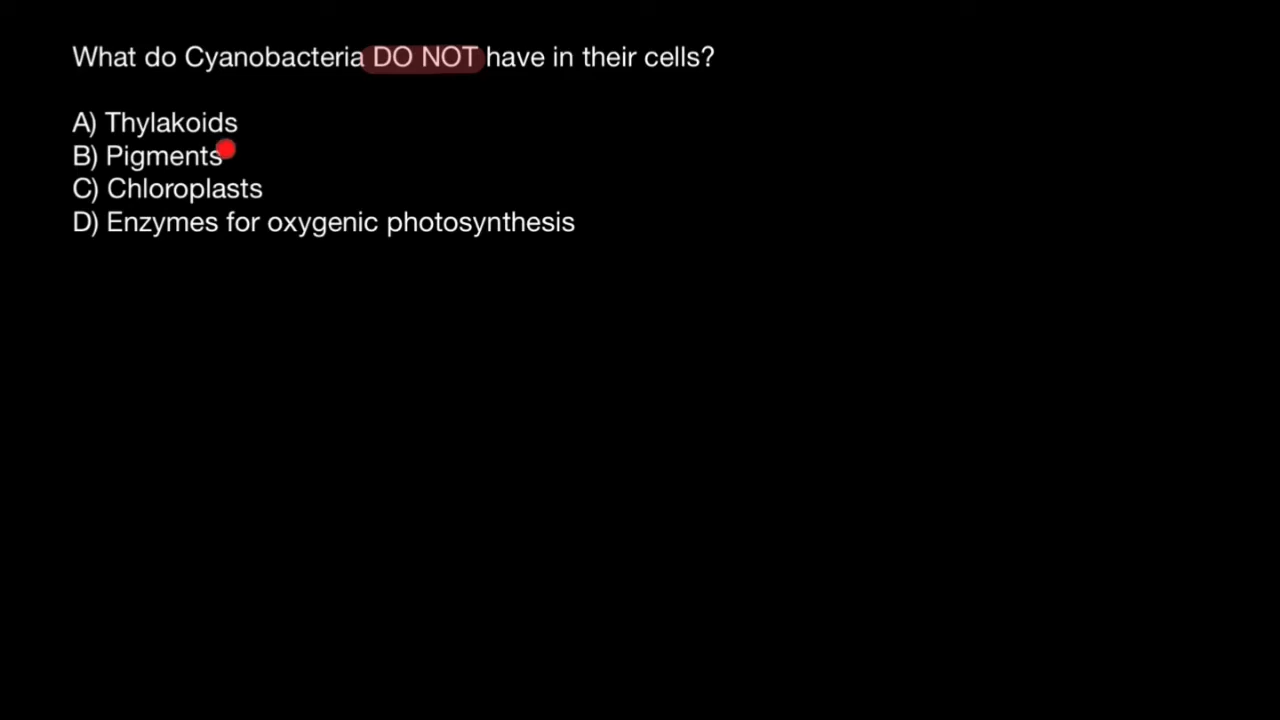 What do Cyanobacteria DO NOT have in their cells?
A) Thylakoids
B) Pigments
C) Chloroplasts
D) Enzymes for oxygenic photosynthesis